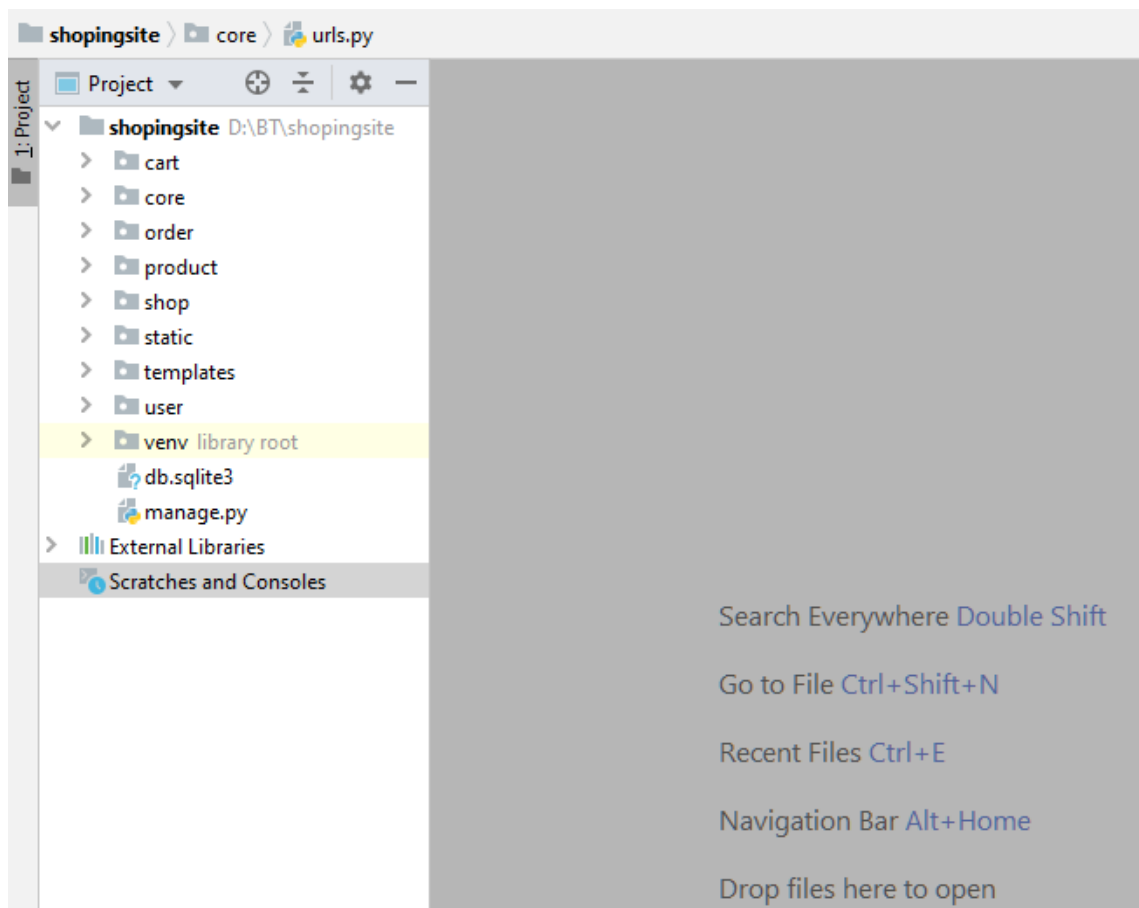 shopingsite core urls.py
1: Project
Project
shopingsite D:\BT\shopingsite
cart
core
order
product
shop
static
templates
user
venv library root
db.sqlite3
manage.py
External Libraries
Scratches and Consoles
Search Everywhere Double Shift
Go to File Ctrl+Shift+N
Recent Files Ctrl+E
Navigation Bar Alt+Home
Drop files here to open